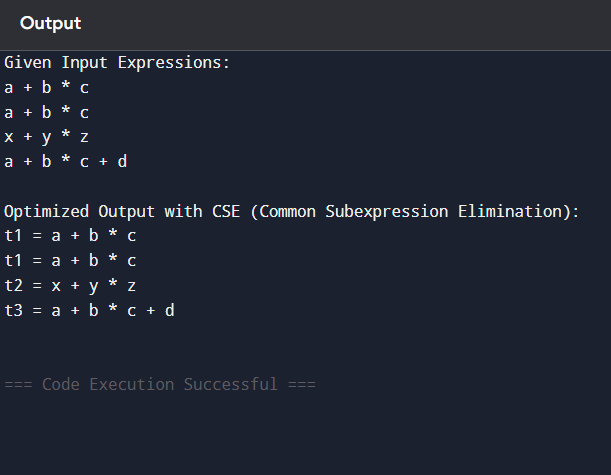 Output
Given Input Expressions:
a + b * c
a + b * c
x + y * z
a + b * c + d
Optimized Output with CSE (Common Subexpression Elimination):
t1 = a + b * c
t1 = a + b * c
t2 = x + y * z
t3 = a + b * c + d
=== Code Execution Successful ===